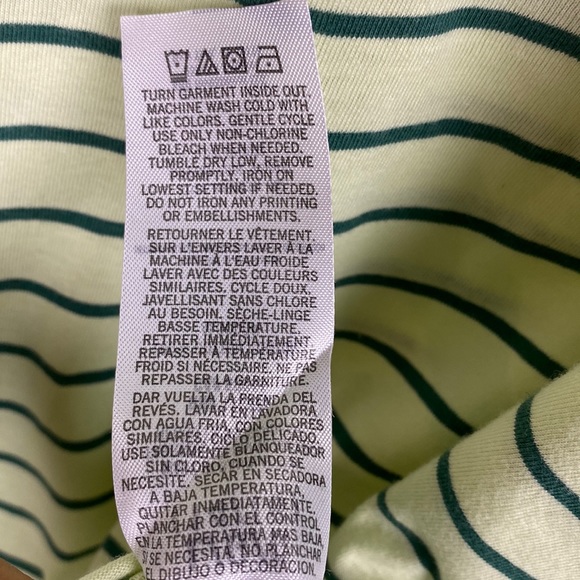 TURN GARMENT INSIDE OUT,
MACHINE WASH COLD WITH
LIKE COLORS. GENTLE CYCLE
USE ONLY NON-CHLORINE
BLEACH WHEN NEEDED.
TUMBLE DRY LOW, REMOVE
PROMPTLY. IRON ON
LOWEST SETTING IF NEEDED.
DO NOT IRON ANY PRINTING
OR EMBELLISHMENTS.
RETOURNER LE VÊTEMENT
SUR L'ENVERS LAVER À LA
MACHINE À L'EAU FROIDE
LAVER AVEC DES COULEURS
SIMILAIRES. CYCLE DOUX.
JAVELLISANT SANS CHLORE
AU BESOIN. SÈCHE-LINGE
BASSE TEMPÉRATURE,
RETIRER IMMÉDIATEMENT.
REPASSER À TEMPÉRATURE
FROID SI NÉCESSAIRE. NE PAS
REPASSER LA GARNITURE.
DAR VUELTA LA PRENDA DEL
REVÉS. LAVAR EN LAVADORA
CON AGUA FRIA, CON COLORES
SIMILARES. CICLO DELICADO.
USE SOLAMENTE BLANQUEADOR
SIN CLORO, CUANDO SE
NECESITE, SECAR EN SECADORA
A BAJA TEMPERATURA,
QUITAR INMEDIATAMENTE.
PLANCHAR CON EL CONTROL
EN LA TEMPERATURA MAS BAJA
SI SE NECESITA, NO PLANCHAR
EL DIBUJO O DECORACION.